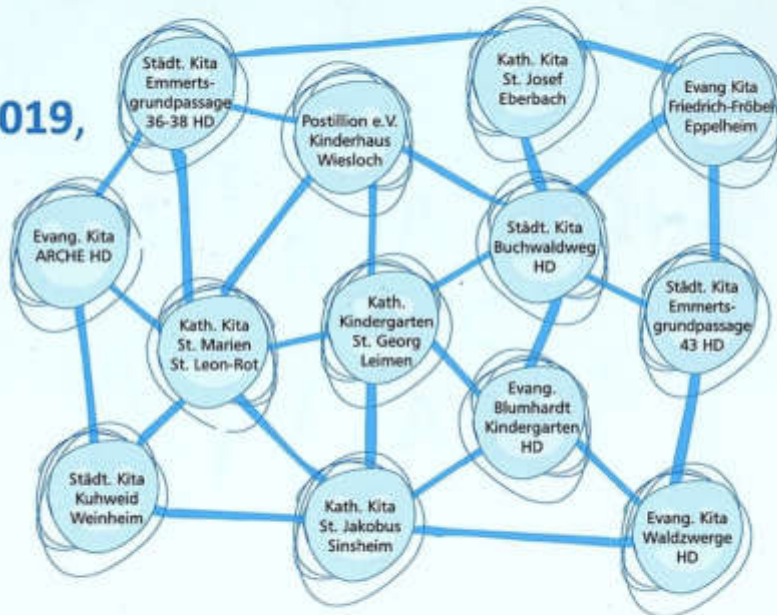 019,
Städt. Kita
Emmerts-
grundpassage
36-38 HD
Kath. Kita
St. Josef
Eberbach
Evang Kita
Friedrich-Fröbel
Eppelheim
Postillion e.V.
Kinderhaus
Wiesloch
Evang. Kita
ARCHE HD
Städt. Kita
Buchwaldweg
HD
Städt. Kita
Emmerts-
grundpassage
43 HD
Kath. Kita
St. Marien
St. Leon-Rot
Kath.
Kindergarten
St. Georg
Leimen
Evang.
Blumhardt
Kindergarten
HD
Städt. Kita
Kuhweid
Weinheim
Kath. Kita
St. Jakobus
Sinsheim
Evang. Kita
Waldzwerge
HD